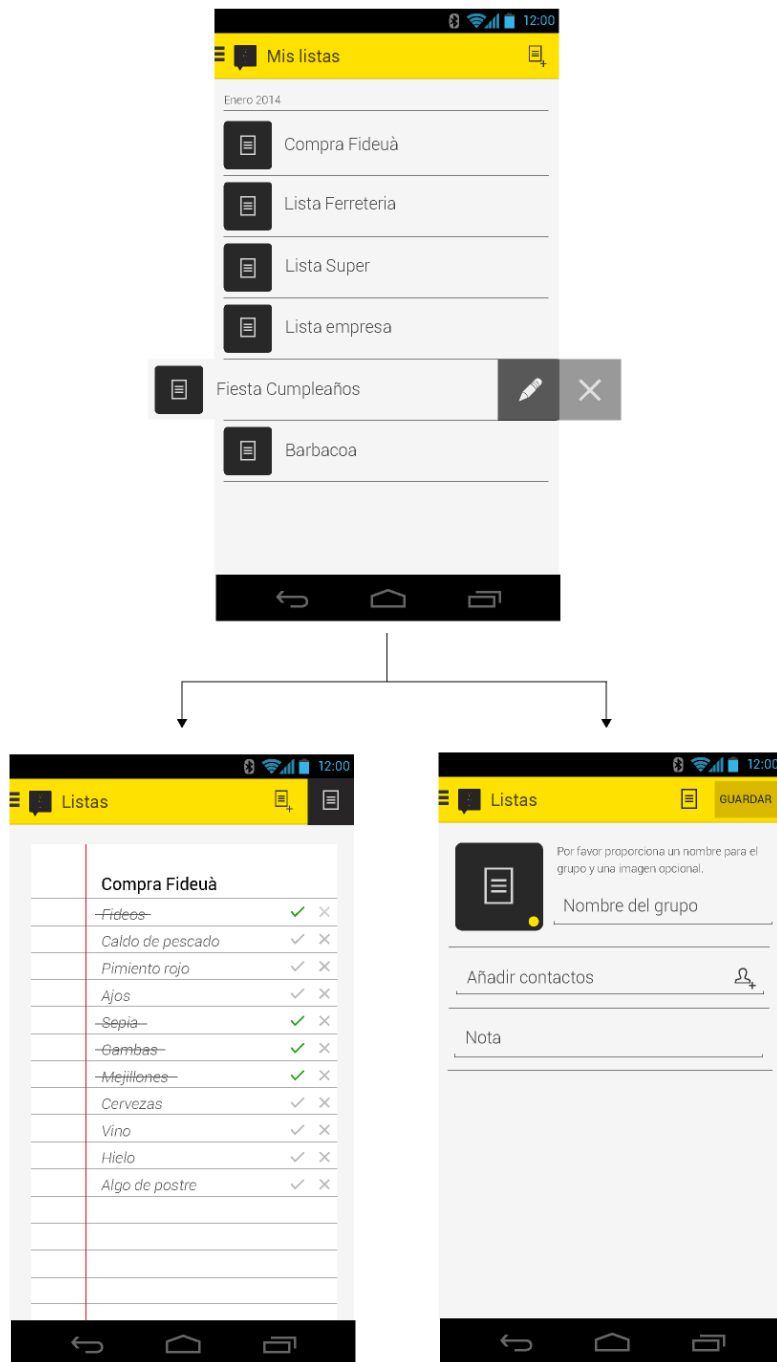 12:00
Mis listas
Enero 2014
Compra Fideuà
Lista Ferreteria
Lista Super
Lista empresa
Fiesta Cumpleaños
Barbacoa
12:00
Listas
Compra Fideuà
Fideos
Caldo de pescado
Pimiento rojo
Ajos
Sepia
Gambas
Mejillones
Cervezas
Vino
Hielo
Algo de postre
12:00
Listas
GUARDAR
Por favor proporciona un nombre para el
grupo y una imagen opcional.
Nombre del grupo
Añadir contactos
Nota